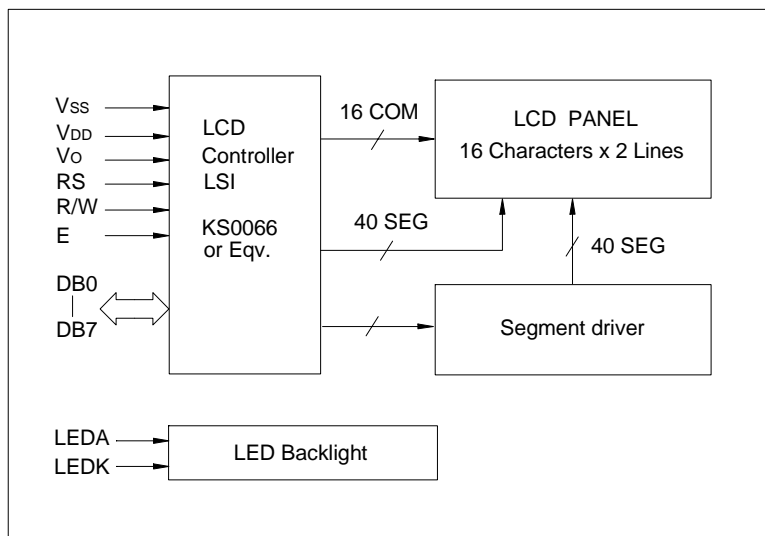 VSS
VDD
VO
RS
R/W
E
DB0
DB7
LCD
Controller
LSI
KS0066
or Eqv.
16 COM
40 SEG
LCD PANEL
16 Characters x 2 Lines
40 SEG
Segment driver
LEDA
LEDK
LED Backlight